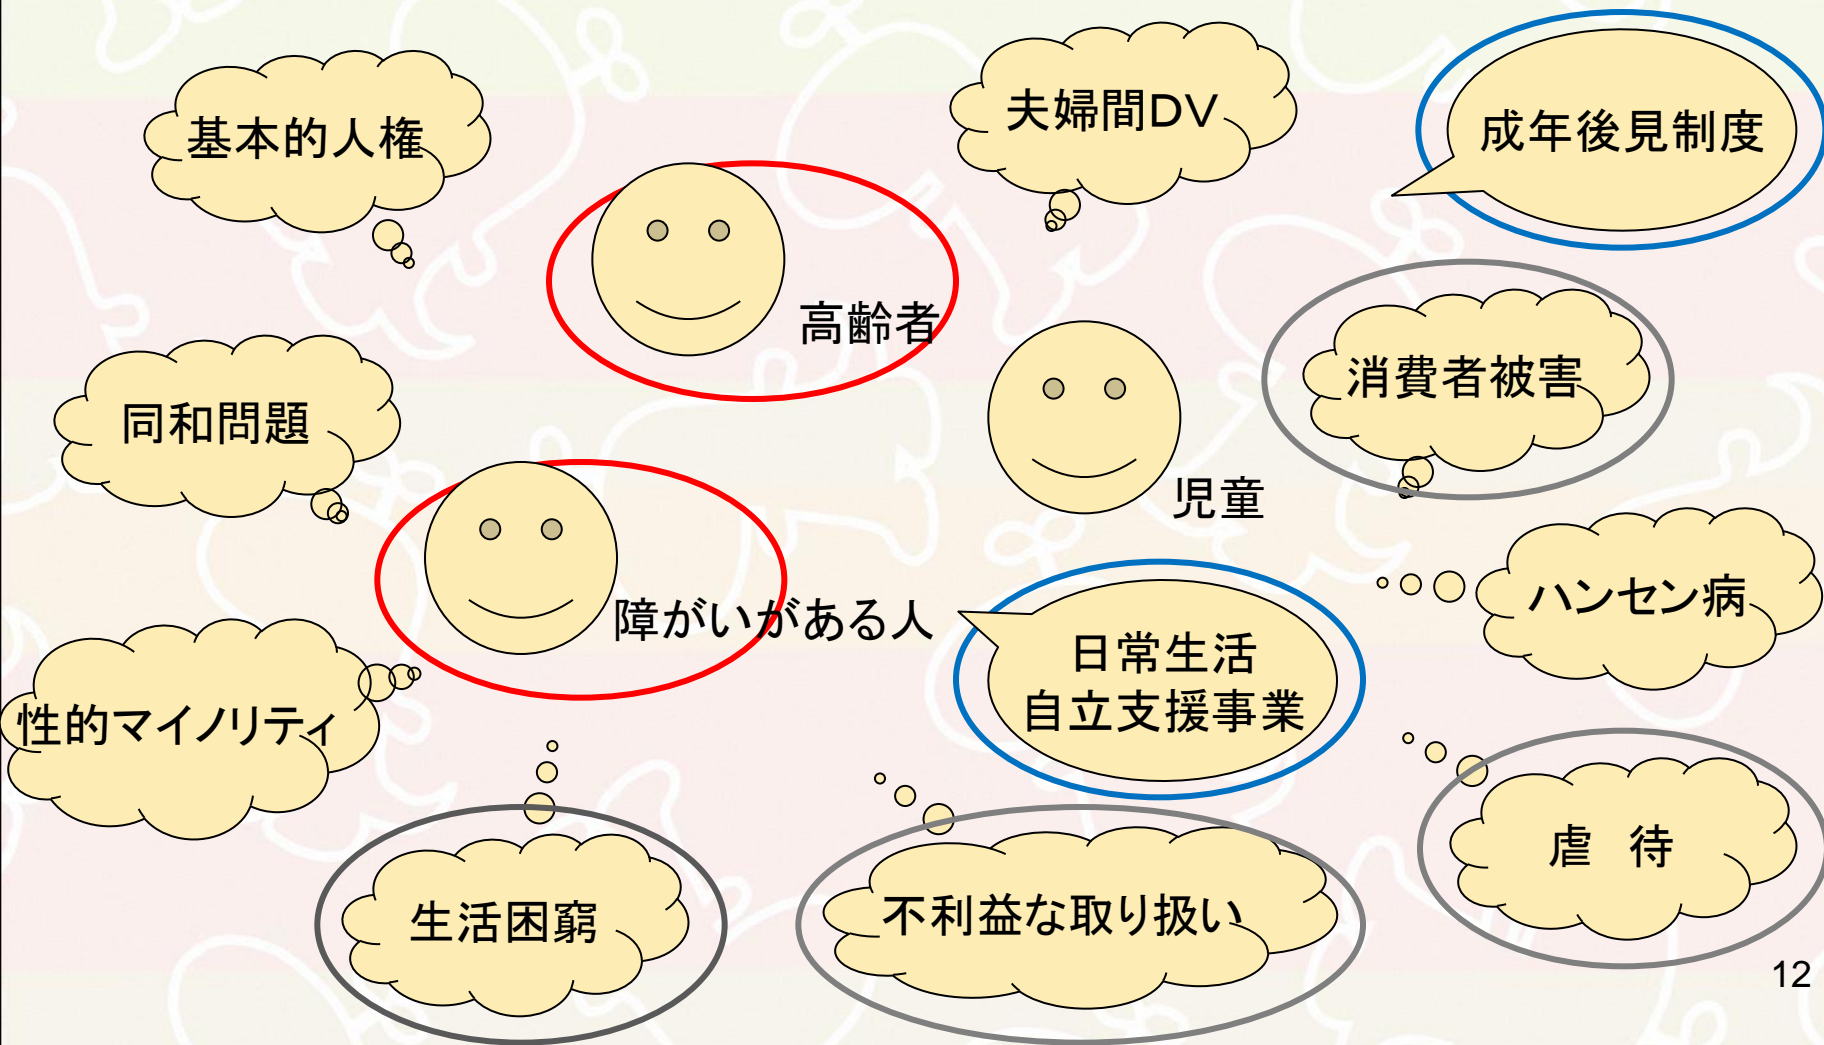 基本的人権
夫婦間DV
成年後見制度
高齢者
消費者被害
同和問題
児童
障がいがある人
ハンセン病
日常生活
自立支援事業
性的マイノリティ
虐　待
生活困窮
不利益な取り扱い
12